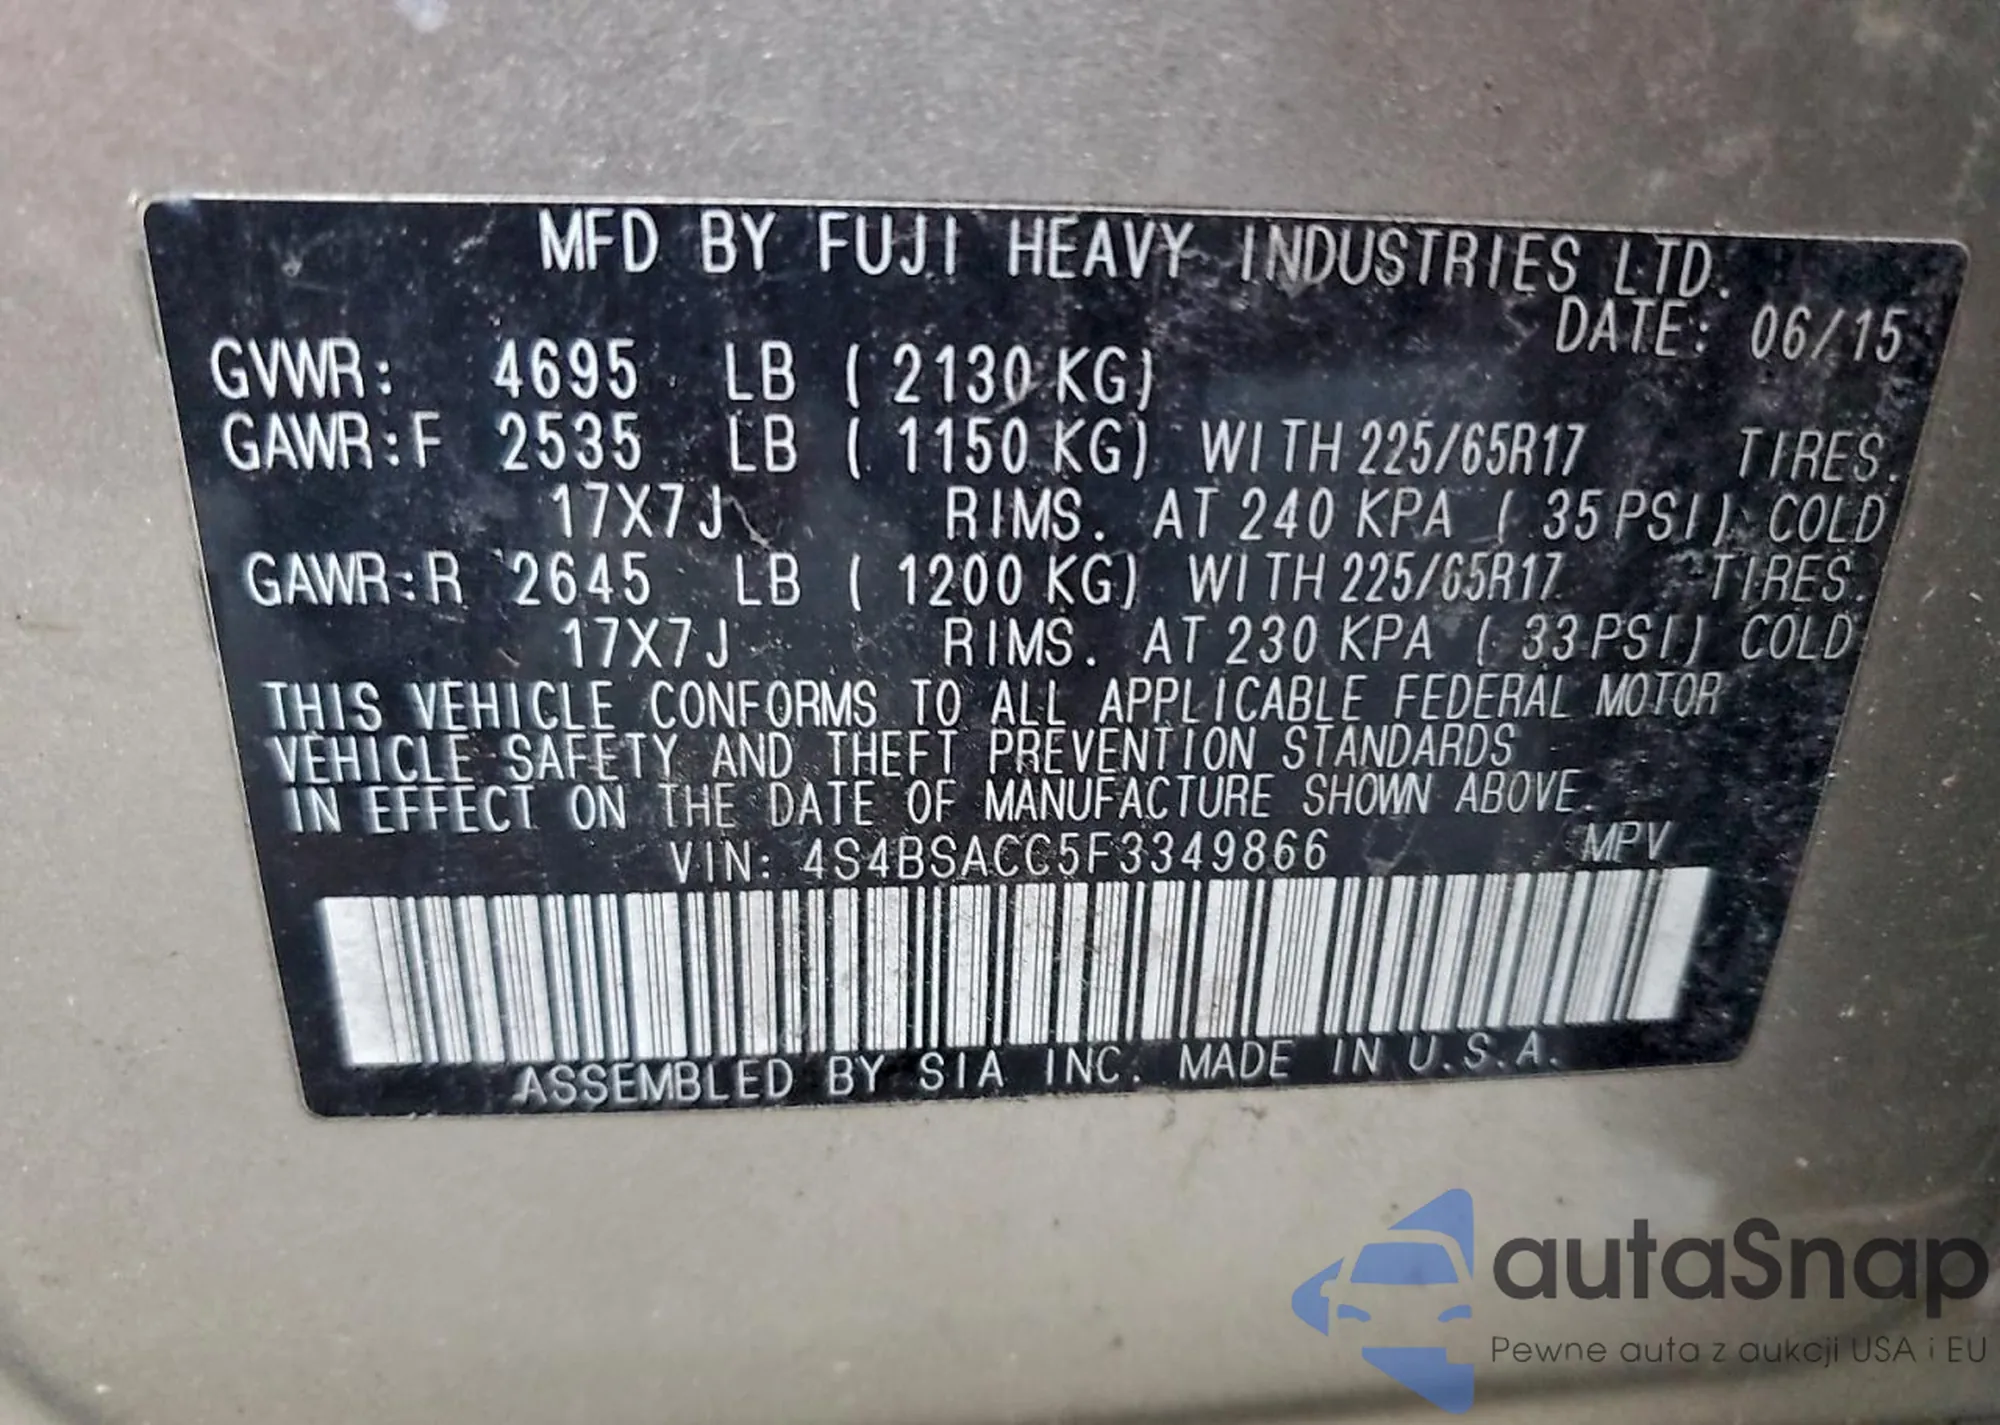 MFD BY FUJI HEAVY INDUSTRIES LTD.
DATE: 06/15
GVWR: 4695 LB ( 2130 KG)
GAWR:F 2535 LB ( 1150 KG) WITH 225/65R17 TIRES.
17X7J RIMS. AT 240 KPA ( 35 PSI) COLD
GAWR:R 2645 LB ( 1200 KG) WITH 225/65R17 TIRES.
17X7J RIMS. AT 230 KPA ( 33 PSI) COLD
THIS VEHICLE CONFORMS TO ALL APPLICABLE FEDERAL MOTOR
VEHICLE SAFETY AND THEFT PREVENTION STANDARDS
IN EFFECT ON THE DATE OF MANUFACTURE SHOWN ABOVE
VIN: 4S4BSACC5F3349866 MPV
ASSEMBLED BY SIA INC. MADE IN U.S.A.
autaSnap
Pewne auta z aukcji USA i EU